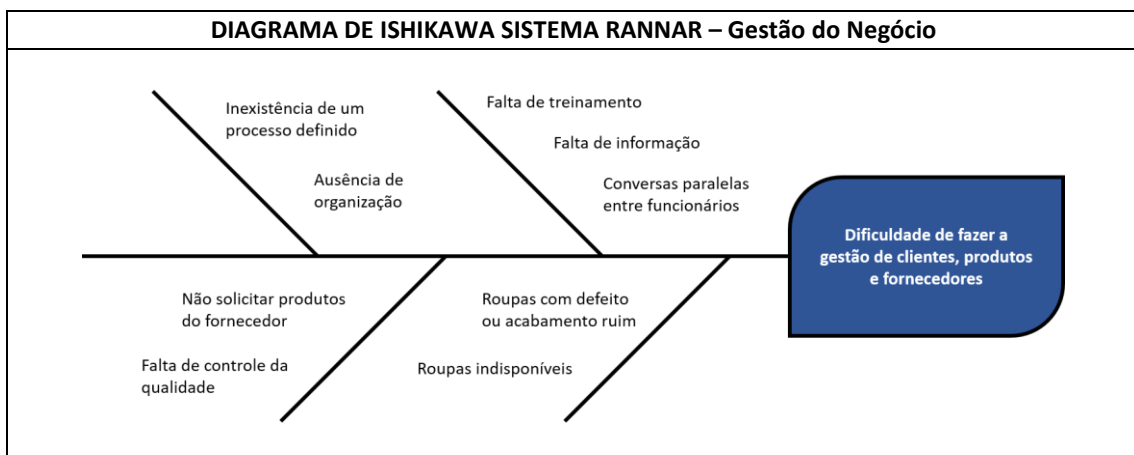 DIAGRAMA DE ISHIKAWA SISTEMA RANNAR – Gestão do Negócio
Inexistência de um
processo definido
Ausência de
organização
Falta de treinamento
Falta de informação
Conversas paralelas
entre funcionários
Dificuldade de fazer a
gestão de clientes, produtos
e fornecedores
Não solicitar produtos
do fornecedor
Falta de controle da
qualidade
Roupas com defeito
ou acabamento ruim
Roupas indisponíveis